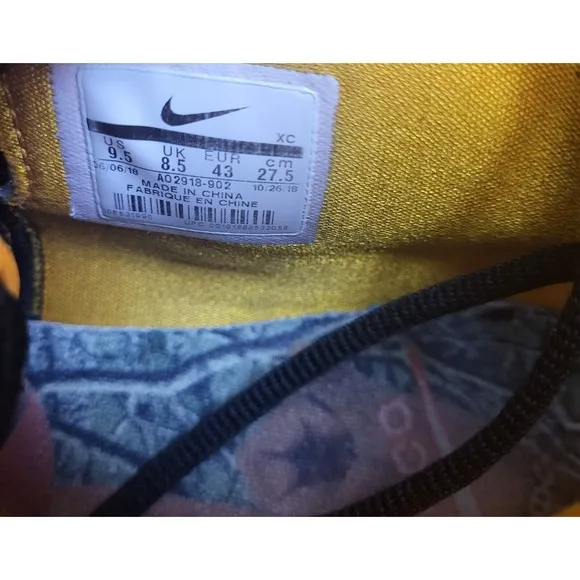 XC
US UK EUR cm
9.5 8.5 43 27.5
06/06/18 AO2918-902 10/26/18
MADE IN CHINA
FABRIQUE EN CHINE
CO